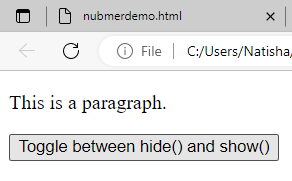 nubmerdemo.html
File
C:/Users/Natisha/
This is a paragraph.
Toggle between hide() and show()